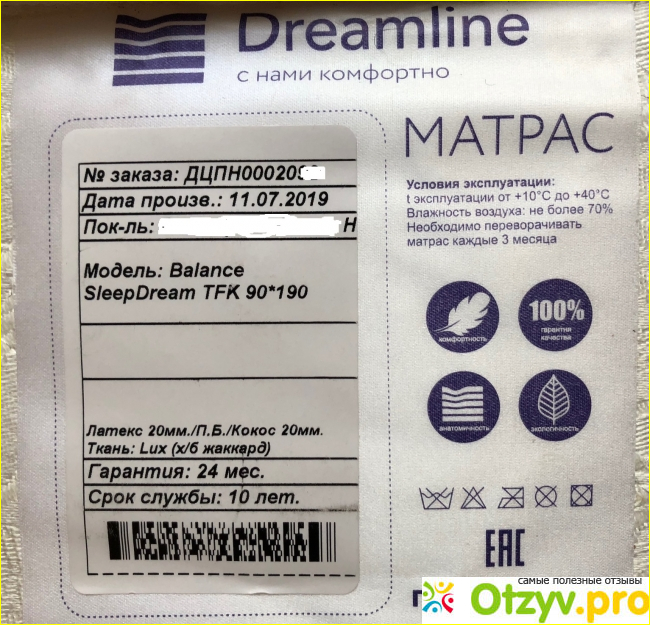 Dreamline
с нами комфортно
МАТРАС
№ заказа: ДЦПН000209
Дата произв.: 11.07.2019
Пок-ль: Н
Модель: Balance
SleepDream TFK 90*190
Латекс 20мм./П.Б./Кокос 20мм.
Ткань: Lux (х/б жаккард)
Гарантия: 24 мес.
Срок службы: 10 лет.
Условия эксплуатации:
t эксплуатации от +10°C до +40°C
Влажность воздуха: не более 70%
Необходимо переворачивать
матрас каждые 3 месяца
комфортность
100%
гарантия
качества
анатомичность
экологичность
ЕАС
самые полезные отзывы
Otzyv.pro